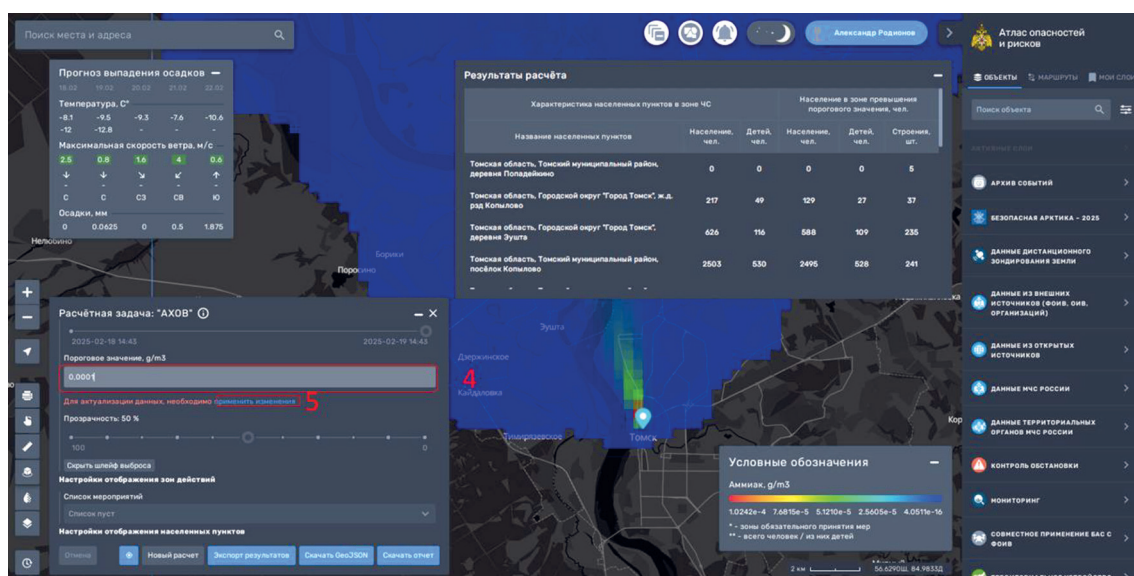 Поиск места и адреса
Александр Родионов
Атлас опасностей
и рисков
Прогноз выпадения осадков
18.02 19.02 20.02 21.02 22.02
Температура, С°
-8.1 -9.5 -9.3 -7.6 -10.6
-12 -12.8 - - -
Максимальная скорость ветра, м/с
2.5 0.8 1.6 4 0.6
- - - - -
С С СЗ СВ Ю
Осадки, мм
0 0.0625 0 0.5 1.875
Результаты расчёта
Характеристика населенных пунктов в зоне ЧС
Население в зоне превышения
порогового значения, чел.
Название населенных пунктов
Население, чел.
Детей, чел.
Население, чел.
Детей, чел.
Строения, шт.
Томская область, Томский муниципальный район,
деревня Попадейкино
0 0 0 0 5
Томская область, Городской округ "Город Томск", ж.д.
рзд Копылово
217 49 129 27 37
Томская область, Городской округ "Город Томск",
деревня Зушта
626 116 588 109 235
Томская область, Томский муниципальный район,
посёлок Копылово
2503 530 2495 528 241
Нелюбино
Борики
Поросино
Зушта
Дзержинское
Кайдаловка
Тимирязевское
Томск
4
Расчётная задача: "АХОВ"
2025-02-18 14:43 2025-02-19 14:43
Пороговое значение, g/m3
0.0001
Для актуализации данных, необходимо применить изменения
5
Прозрачность: 50 %
100 0
Скрыть шлейф выброса
Настройки отображения зон действий
Список мероприятий
Список пуст
Настройки отображения населенных пунктов
Отмена
Новый расчет
Экспорт результатов
Скачать GeoJSON
Скачать отчет
Условные обозначения
Аммиак, g/m3
1.0242e-4 7.6815e-5 5.1210e-5 2.5605e-5 4.0511e-16
* - зоны обязательного принятия мер
** - всего человек / из них детей
2 км
56.6290Ш, 84.9833Д
ОБЪЕКТЫ
МАРШРУТЫ
МОИ СЛОИ
Поиск объекта
АКТИВНЫЕ СЛОИ
АРХИВ СОБЫТИЙ
БЕЗОПАСНАЯ АРКТИКА – 2025
ДАННЫЕ ДИСТАНЦИОННОГО
ЗОНДИРОВАНИЯ ЗЕМЛИ
ДАННЫЕ ИЗ ВНЕШНИХ
ИСТОЧНИКОВ (ФОИВ, ОИВ,
ОРГАНИЗАЦИЙ)
ДАННЫЕ ИЗ ОТКРЫТЫХ
ИСТОЧНИКОВ
ДАННЫЕ МЧС РОССИИ
ДАННЫЕ ТЕРРИТОРИАЛЬНЫХ
ОРГАНОВ МЧС РОССИИ
КОНТРОЛЬ ОБСТАНОВКИ
МОНИТОРИНГ
СОВМЕСТНОЕ ПРИМЕНЕНИЕ БАС С
ФОИВ